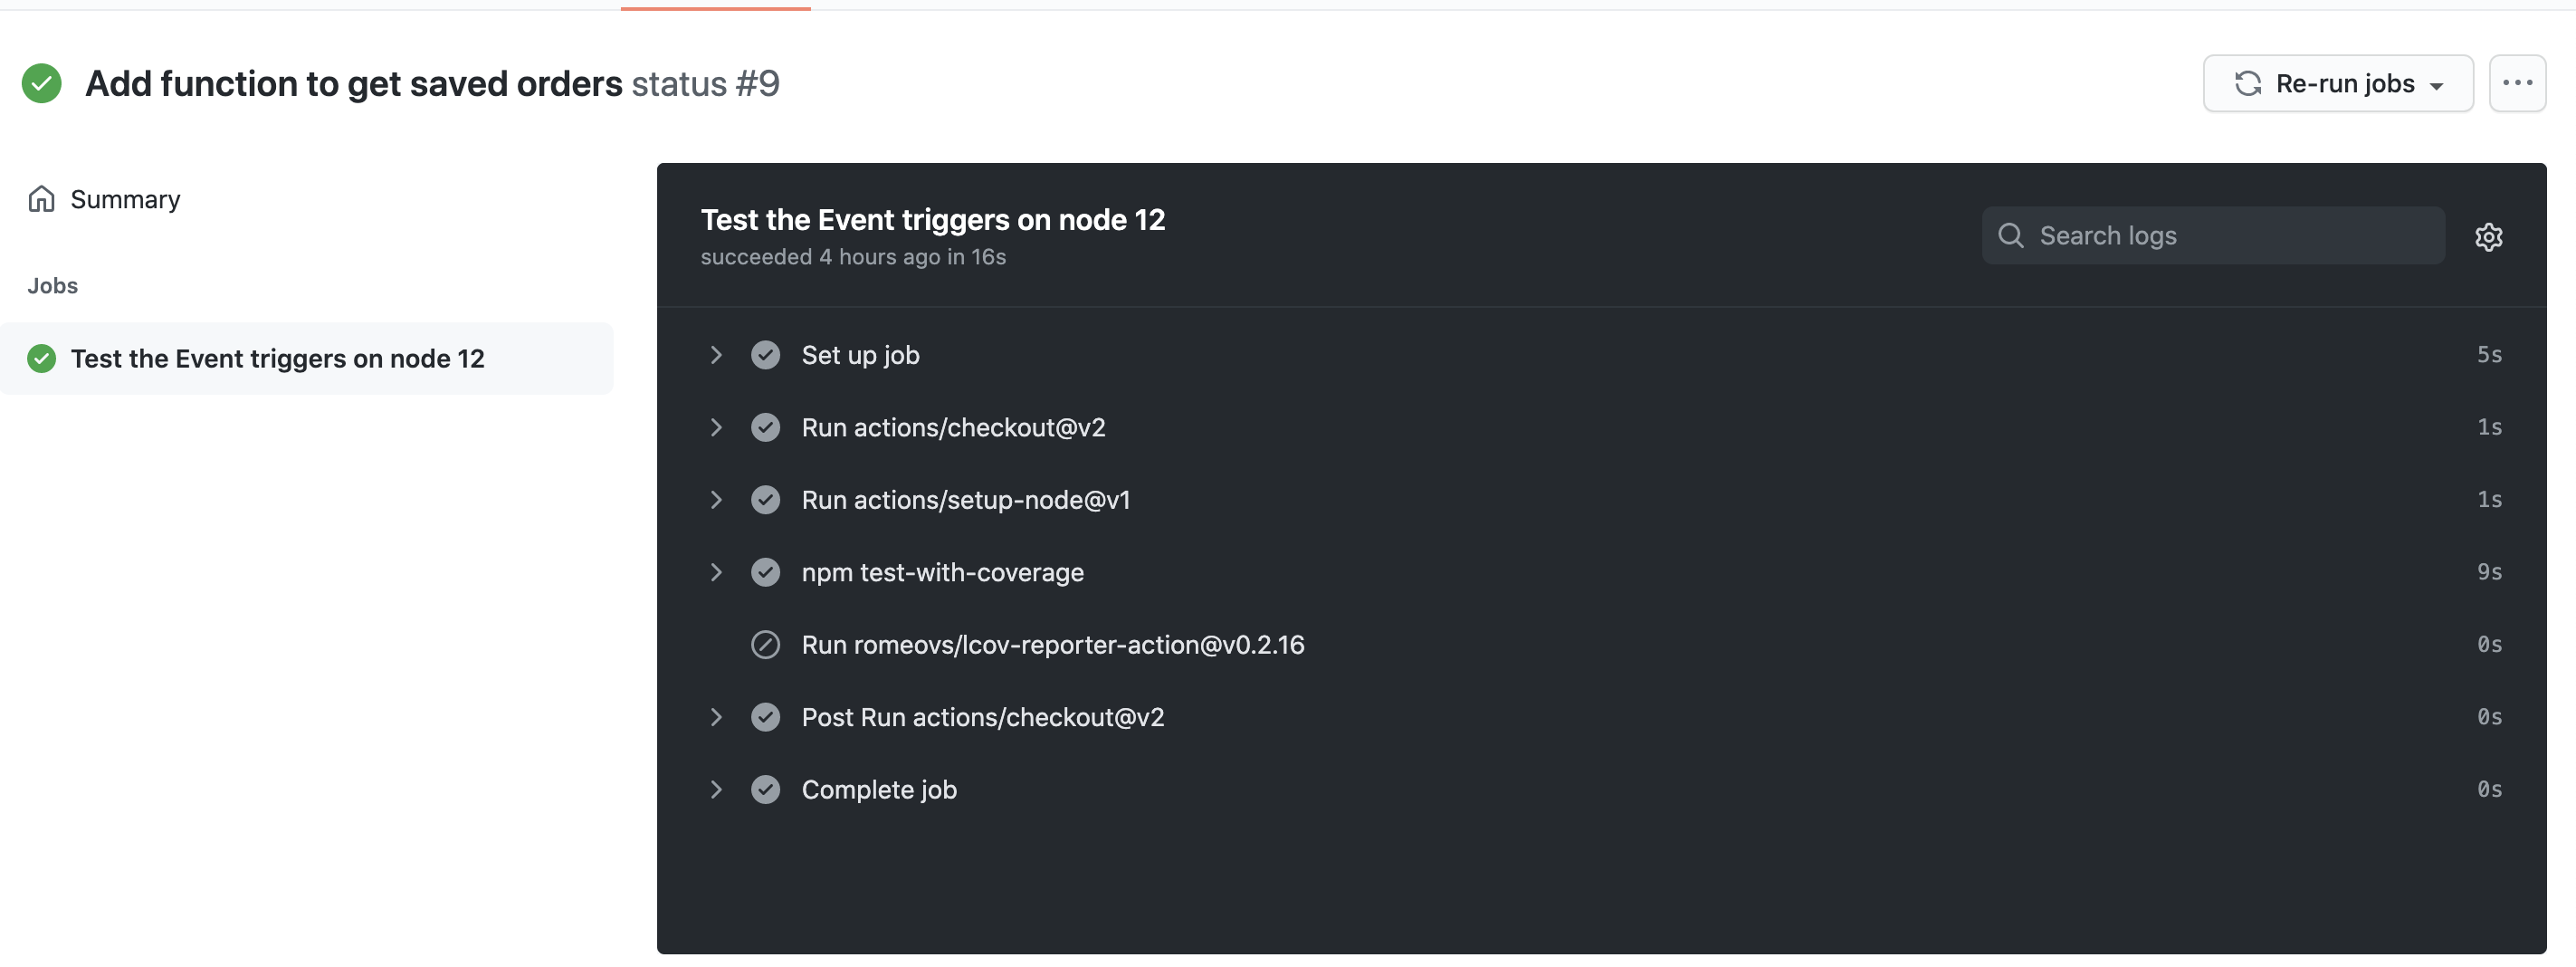 Add function to get saved orders status #9
Re-run jobs
Summary
Jobs
Test the Event triggers on node 12
Test the Event triggers on node 12
succeeded 4 hours ago in 16s
Search logs
Set up job 5s
Run actions/checkout@v2 1s
Run actions/setup-node@v1 1s
npm test-with-coverage 9s
Run romeovs/lcov-reporter-action@v0.2.16 0s
Post Run actions/checkout@v2 0s
Complete job 0s